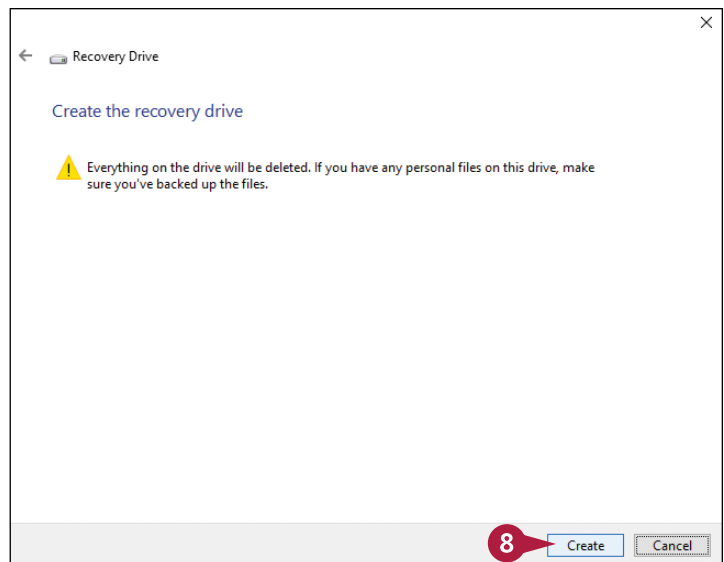 Recovery Drive
Create the recovery drive
Everything on the drive will be deleted. If you have any personal files on this drive, make
sure you've backed up the files.
8
Create Cancel